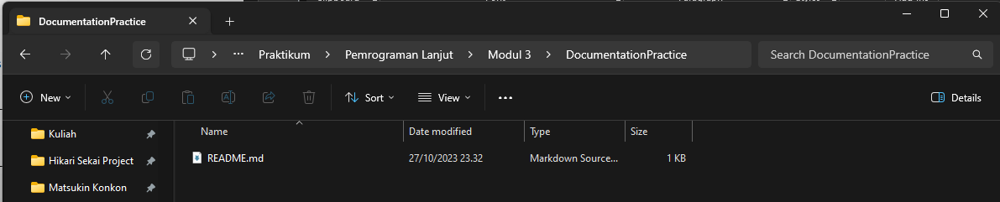 DocumentationPractice
Praktikum > Pemrograman Lanjut > Modul 3 > DocumentationPractice
Search DocumentationPractice
New
Sort
View
Details
Name Date modified Type Size
Kuliah
README.md 27/10/2023 23.32 Markdown Source... 1 KB
Hikari Sekai Project
Matsukin Konkon